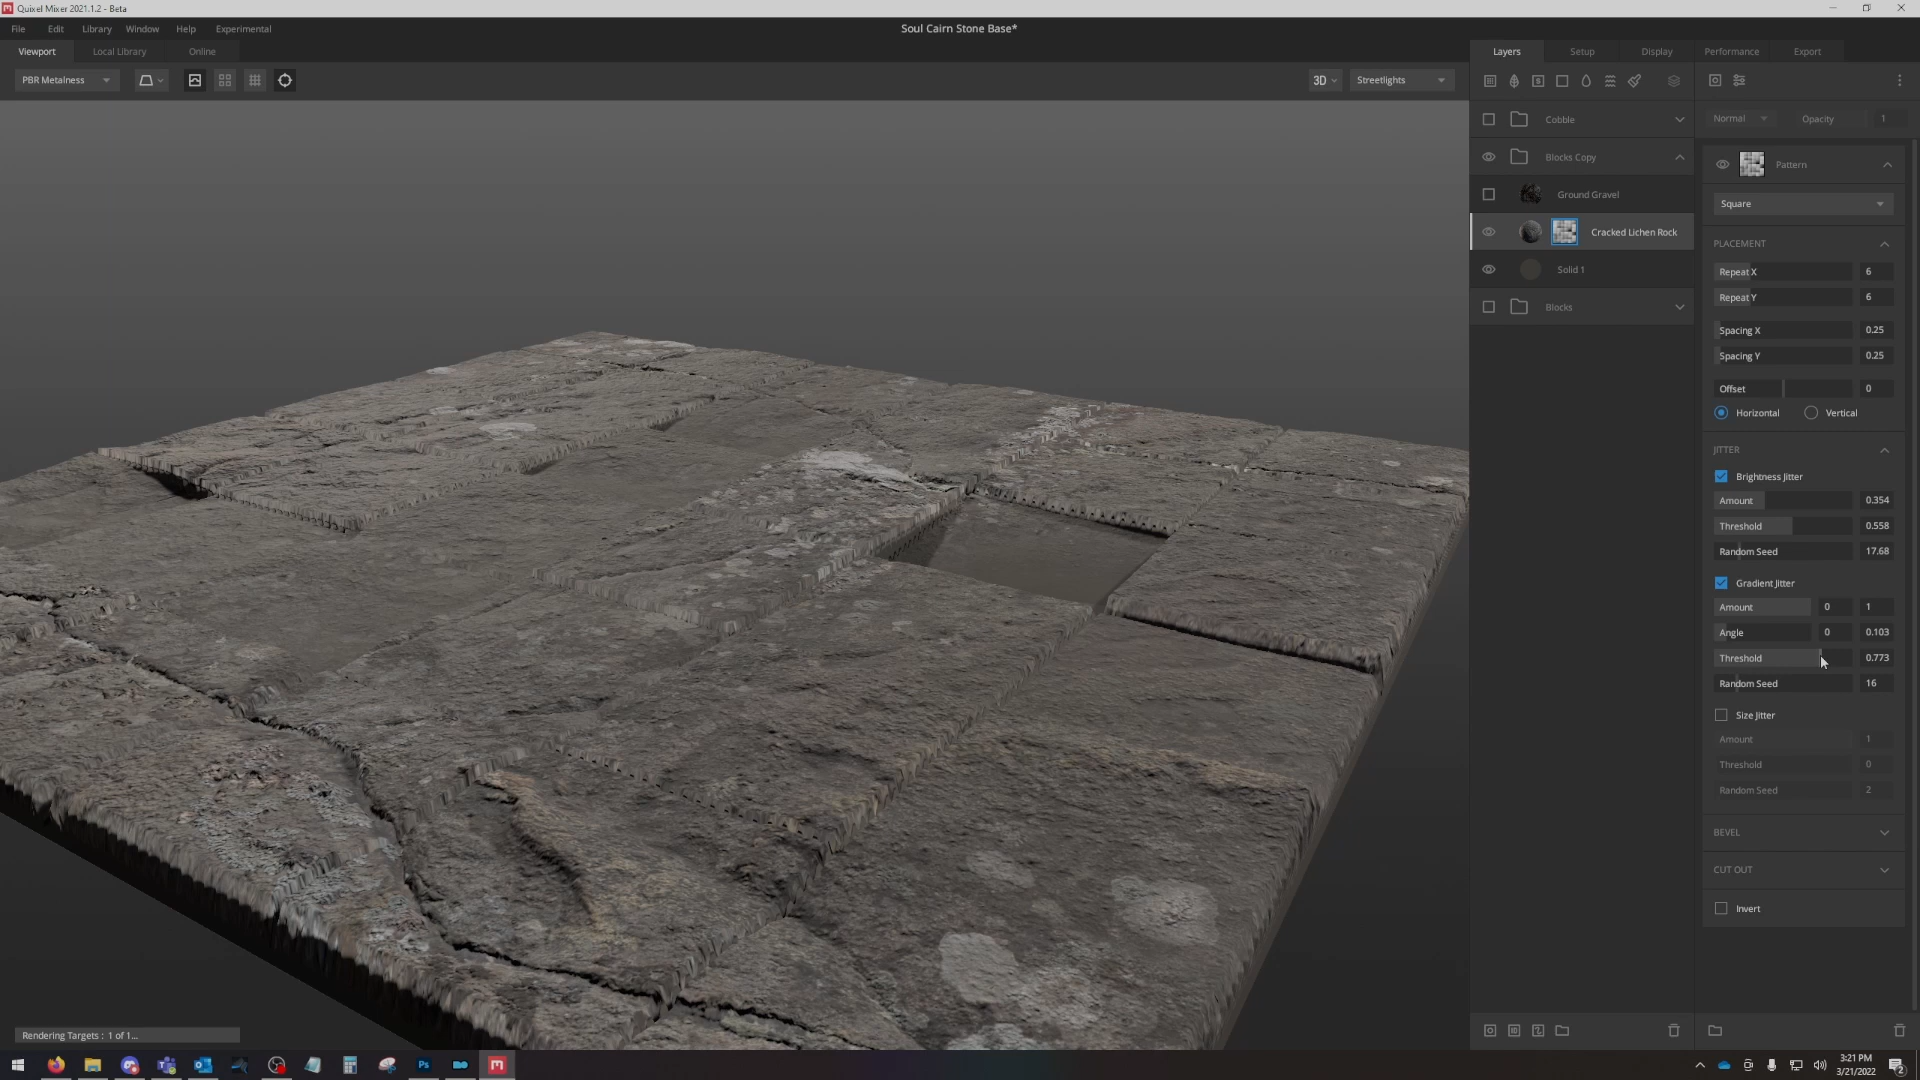 Quixel Mixer 2021.1.2 - Beta
File Edit Library Window Help Experimental
Soul Cairn Stone Base*
Viewport Local Library Online
Layers Setup Display Performance Export
PBR Metalness
3D Streetlights
Cobble
Normal Opacity 1
Blocks Copy
Pattern
Ground Gravel
Square
Cracked Lichen Rock
PLACEMENT
Solid 1
Repeat X 6
Repeat Y 6
Blocks
Spacing X 0.25
Spacing Y 0.25
Offset 0
Horizontal Vertical
JITTER
Brightness Jitter
Amount 0.354
Threshold 0.558
Random Seed 17.68
Gradient Jitter
Amount 0 1
Angle 0 0.103
Threshold 0.773
Random Seed 16
Size Jitter
Amount 1
Threshold 0
Random Seed 2
BEVEL
CUT OUT
Invert
Rendering Targets : 1 of 1...
Ps
3:21 PM
3/21/2022
2